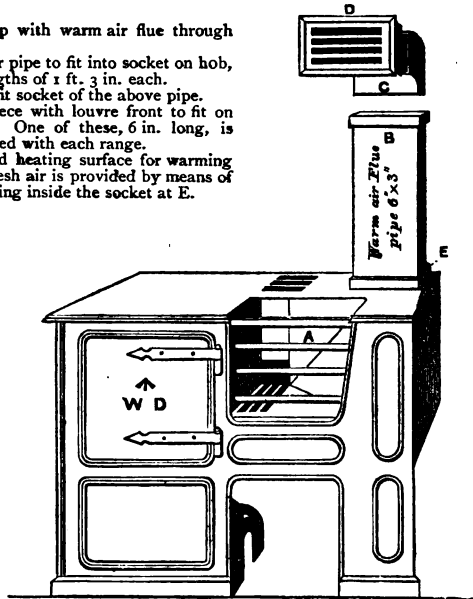 p with warm air flue through
r pipe to fit into socket on hob,
gths of 1 ft. 3 in. each.
it socket of the above pipe.
ece with louvre front to fit on
One of these, 6 in. long, is
ed with each range.
d heating surface for warming
esh air is provided by means of
ing inside the socket at E.
D
C
B
Warm air Flue
pipe 6"x3"
E
A
W D